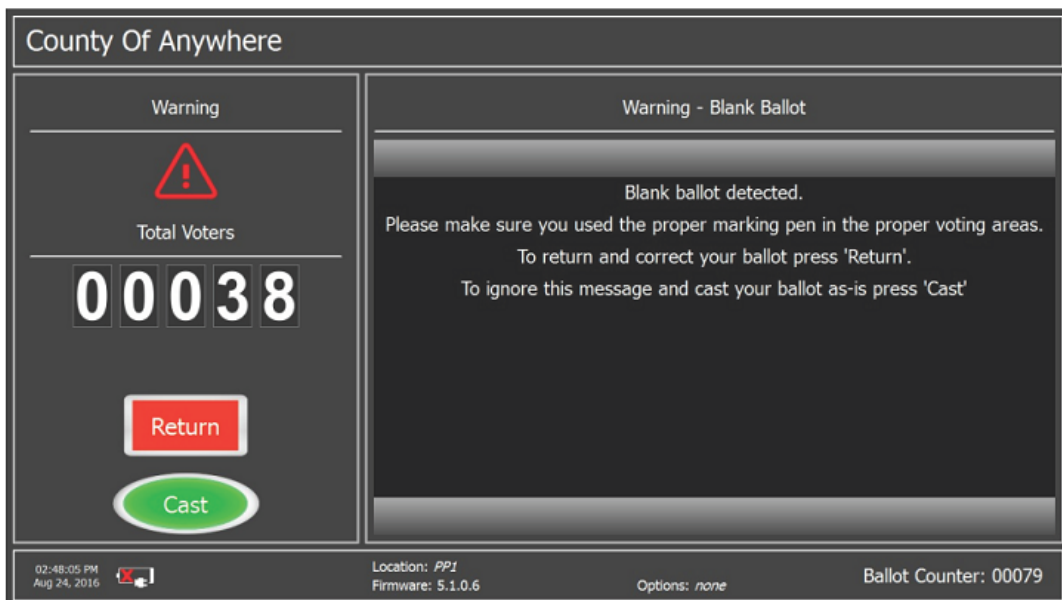 County Of Anywhere
Warning
Total Voters
00038
Return
Cast
Warning - Blank Ballot
Blank ballot detected.
Please make sure you used the proper marking pen in the proper voting areas.
To return and correct your ballot press 'Return'.
To ignore this message and cast your ballot as-is press 'Cast'
02:48:05 PM
Aug 24, 2016
Location: PP1
Firmware: 5.1.0.6
Options: none
Ballot Counter: 00079